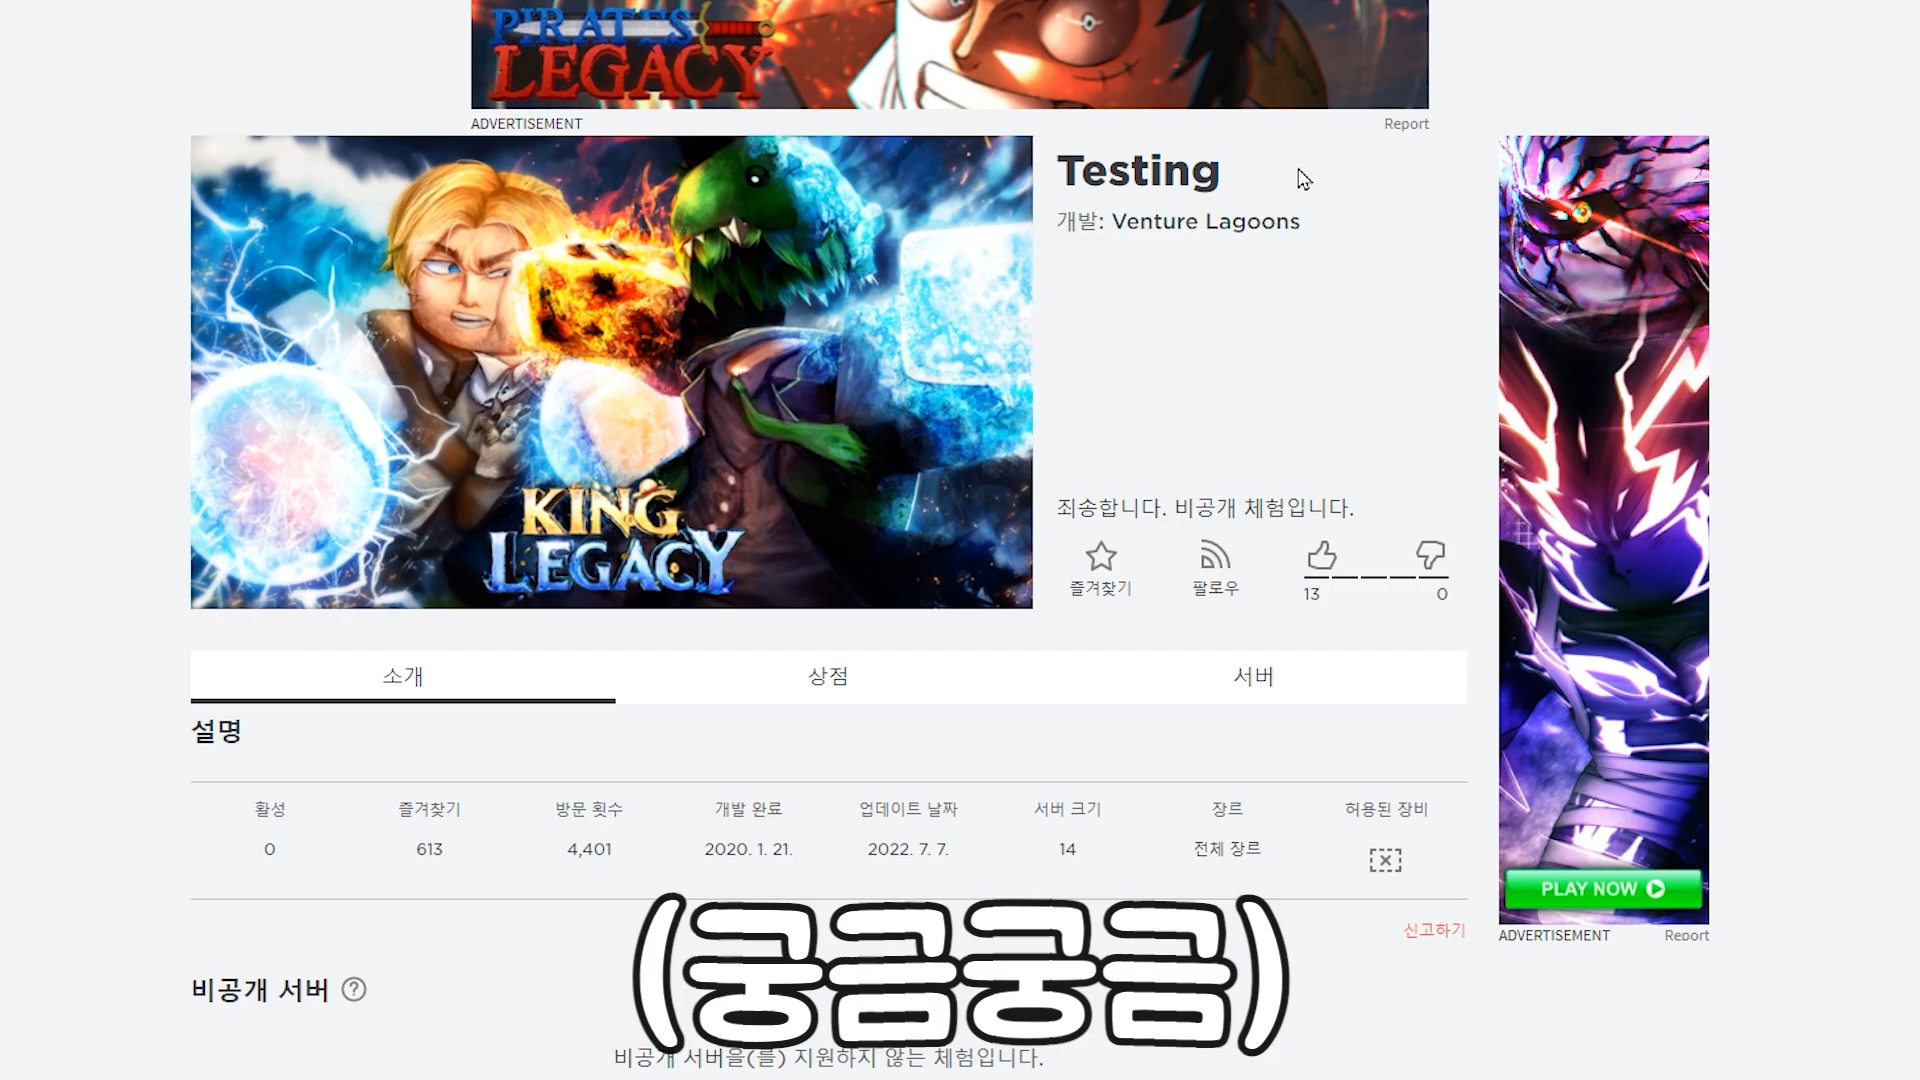 PIRATES
LEGACY
ADVERTISEMENT
Report
Testing
개발: Venture Lagoons
KING
LEGACY
죄송합니다. 비공개 체험입니다.
즐겨찾기
팔로우
13
0
소개
상점
서버
설명
활성
즐겨찾기
방문 횟수
개발 완료
업데이트 날짜
서버 크기
장르
허용된 장비
0
613
4,401
2020. 1. 21.
2022. 7. 7.
14
전체 장르
PLAY NOW
신고하기
ADVERTISEMENT
Report
비공개 서버
(궁금궁금)
비공개 서버을(를) 지원하지 않는 체험입니다.